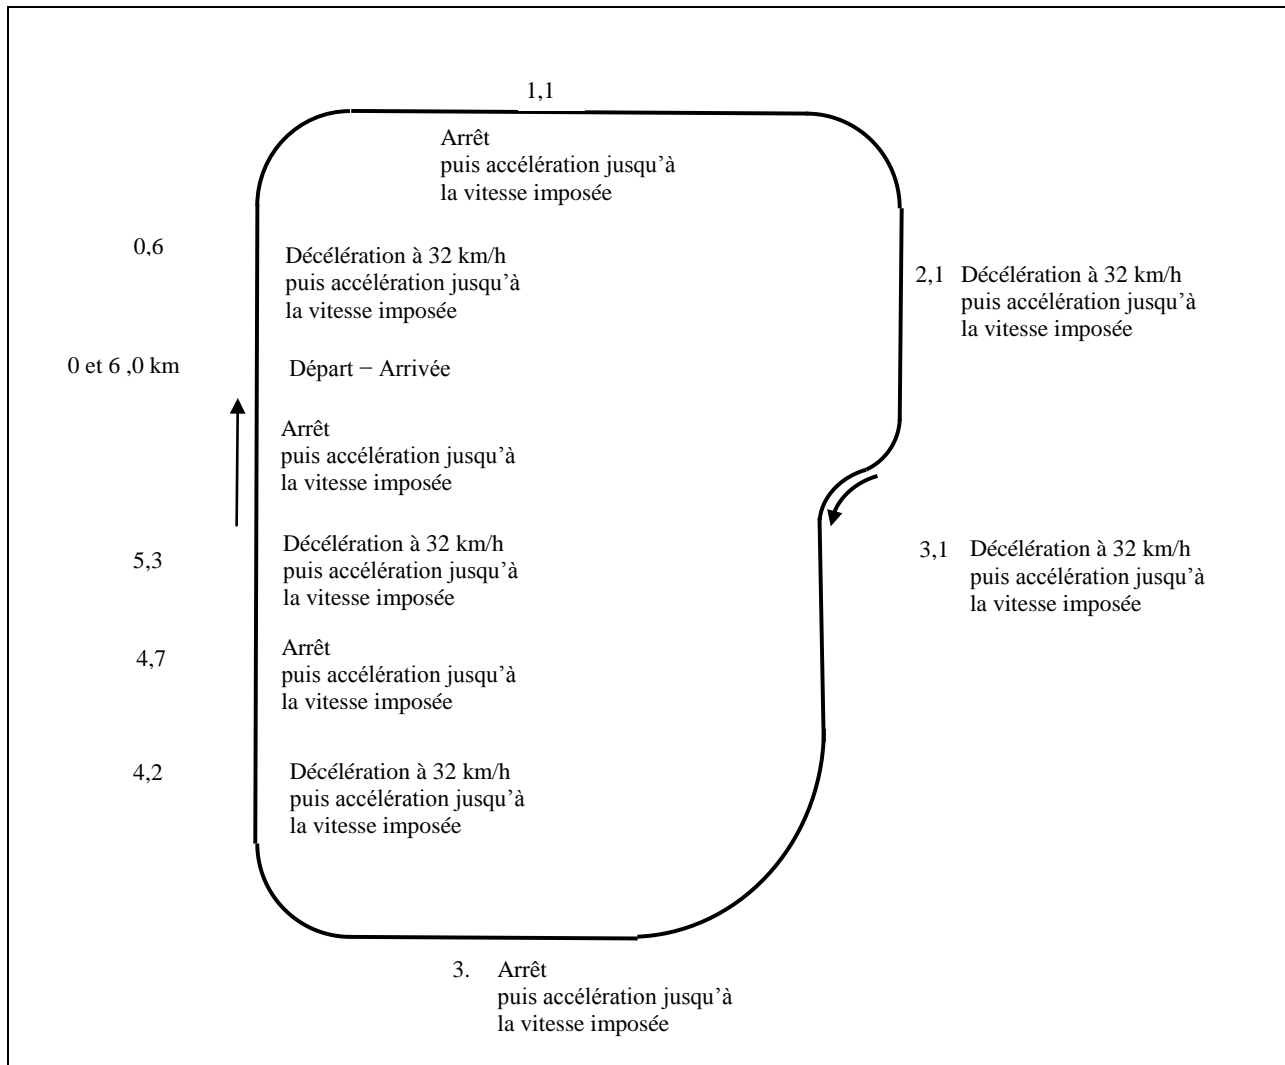 1,1
Arrêt
puis accélération jusqu’à
la vitesse imposée
0,6
Décélération à 32 km/h
puis accélération jusqu’à
la vitesse imposée
2,1 Décélération à 32 km/h
puis accélération jusqu’à
la vitesse imposée
0 et 6 ,0 km
Départ − Arrivée
Arrêt
puis accélération jusqu’à
la vitesse imposée
5,3
Décélération à 32 km/h
puis accélération jusqu’à
la vitesse imposée
3,1 Décélération à 32 km/h
puis accélération jusqu’à
la vitesse imposée
4,7
Arrêt
puis accélération jusqu’à
la vitesse imposée
4,2
Décélération à 32 km/h
puis accélération jusqu’à
la vitesse imposée
3. Arrêt
puis accélération jusqu’à
la vitesse imposée